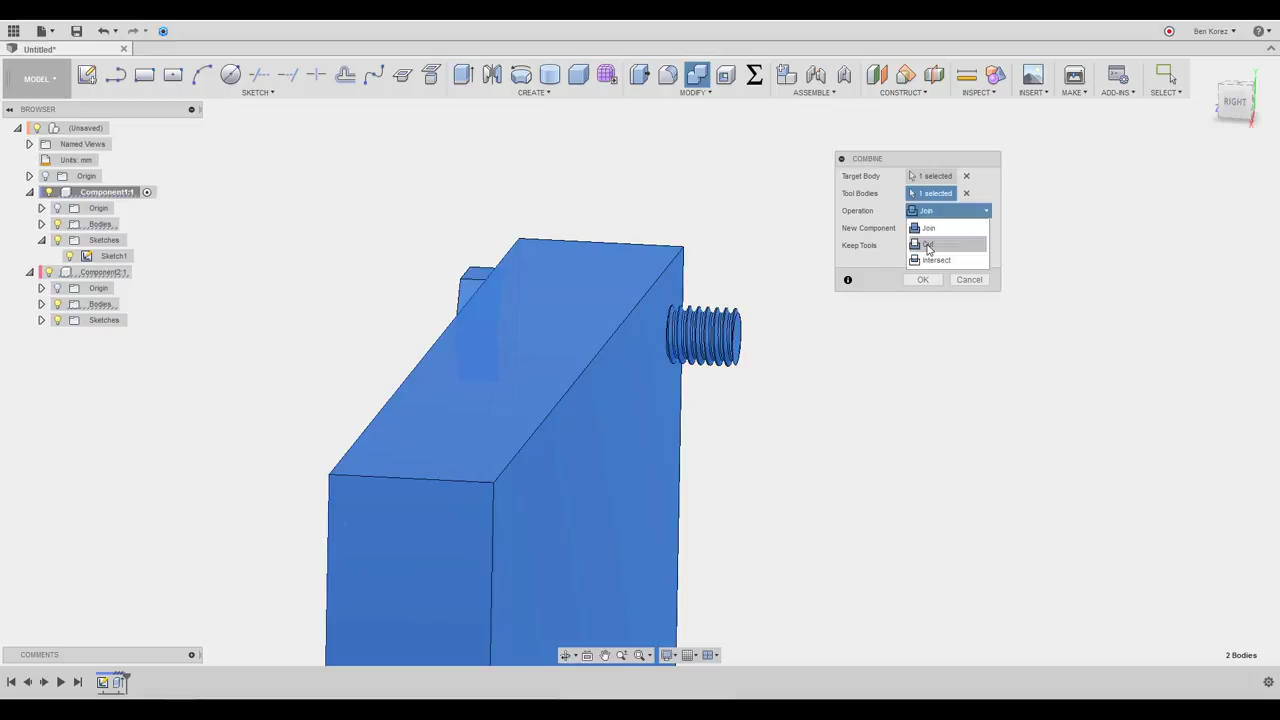 Ben Korez
Untitled*
MODEL
SKETCH
CREATE
MODIFY
ASSEMBLE
CONSTRUCT
INSPECT
INSERT
MAKE
ADD-INS
SELECT
RIGHT
Z
Y
X
BROWSER
(Unsaved)
Named Views
Units: mm
Origin
Component1:1
Origin
Bodies
Sketches
Sketch1
Component2:1
Origin
Bodies
Sketches
COMBINE
Target Body 1 selected
Tool Bodies 1 selected
Operation Join
New Component Join
Keep Tools Cut
Intersect
OK Cancel
COMMENTS
2 Bodies